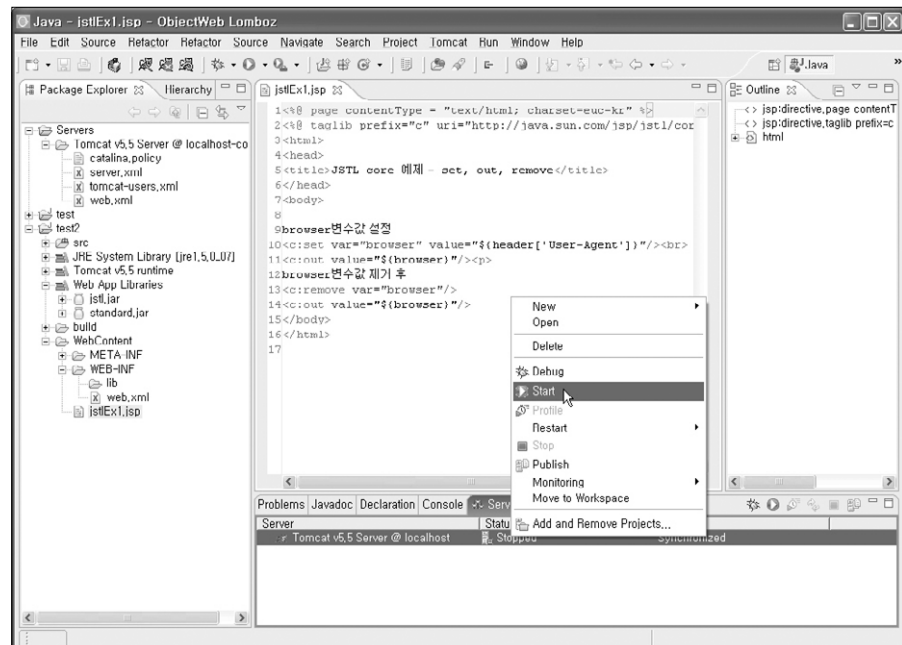 Java - jstlEx1.jsp - ObjectWeb Lomboz
File Edit Source Refactor Refactor Source Navigate Search Project Tomcat Run Window Help
Java
Package Explorer Hierarchy
Servers
Tomcat v5.5 Server @ localhost-co
catalina.policy
server.xml
tomcat-users.xml
web.xml
test
test2
src
JRE System Library [jre1.5.0_07]
Tomcat v5.5 runtime
Web App Libraries
jstl.jar
standard.jar
build
WebContent
META-INF
WEB-INF
lib
web.xml
jstlEx1.jsp
jstlEx1.jsp
1<%@ page contentType = "text/html; charset=euc-kr" %>
2<%@ taglib prefix="c" uri="http://java.sun.com/jsp/jstl/cor
3<html>
4<head>
5<title>JSTL core 예제 - set, out, remove</title>
6</head>
7<body>
8
9browser변수값 설정
10<c:set var="browser" value="${header['User-Agent']}"/><br>
11<c:out value="${browser}"/><p>
12browser변수값 제거 후
13<c:remove var="browser"/>
14<c:out value="${browser}"/>
15</body>
16</html>
17
New
Open
Delete
Debug
Start
Profile
Restart
Stop
Publish
Monitoring
Move to Workspace
Add and Remove Projects...
Outline
jsp:directive.page contentT
jsp:directive.taglib prefix=c
html
Problems Javadoc Declaration Console Serv
Server Statu
Tomcat v5.5 Server @ localhost Stopped Synchronized